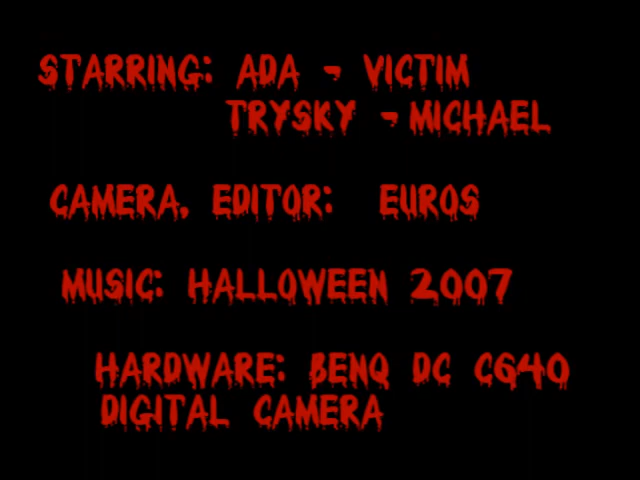 STARRING: ADA - VICTIM
TRYSKY - MICHAEL
CAMERA, EDITOR: EUROS
MUSIC: HALLOWEEN 2007
HARDWARE: BENQ DC C640
DIGITAL CAMERA